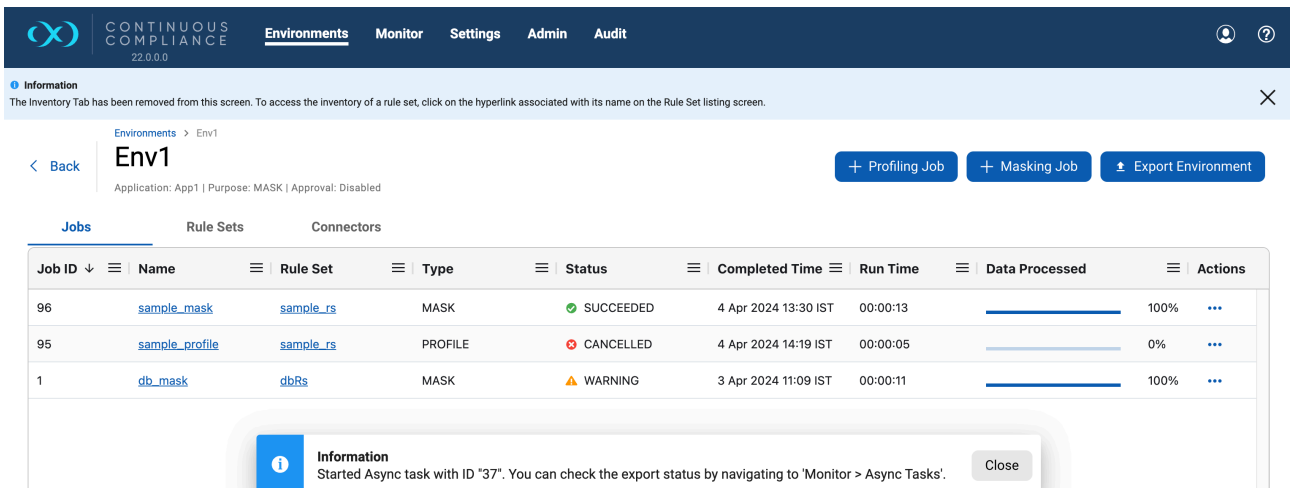 CONTINUOUS
COMPLIANCE
22.0.0.0
Environments Monitor Settings Admin Audit
Information
The Inventory Tab has been removed from this screen. To access the inventory of a rule set, click on the hyperlink associated with its name on the Rule Set listing screen.
Environments > Env1
Back
Env1
+ Profiling Job + Masking Job Export Environment
Application: App1 | Purpose: MASK | Approval: Disabled
Jobs Rule Sets Connectors
Job ID Name Rule Set Type Status Completed Time Run Time Data Processed Actions
96 sample_mask sample_rs MASK SUCCEEDED 4 Apr 2024 13:30 IST 00:00:13 100% ...
95 sample_profile sample_rs PROFILE CANCELLED 4 Apr 2024 14:19 IST 00:00:05 0% ...
1 db_mask dbRs MASK WARNING 3 Apr 2024 11:09 IST 00:00:11 100% ...
Information
Started Async task with ID "37". You can check the export status by navigating to 'Monitor > Async Tasks'.
Close